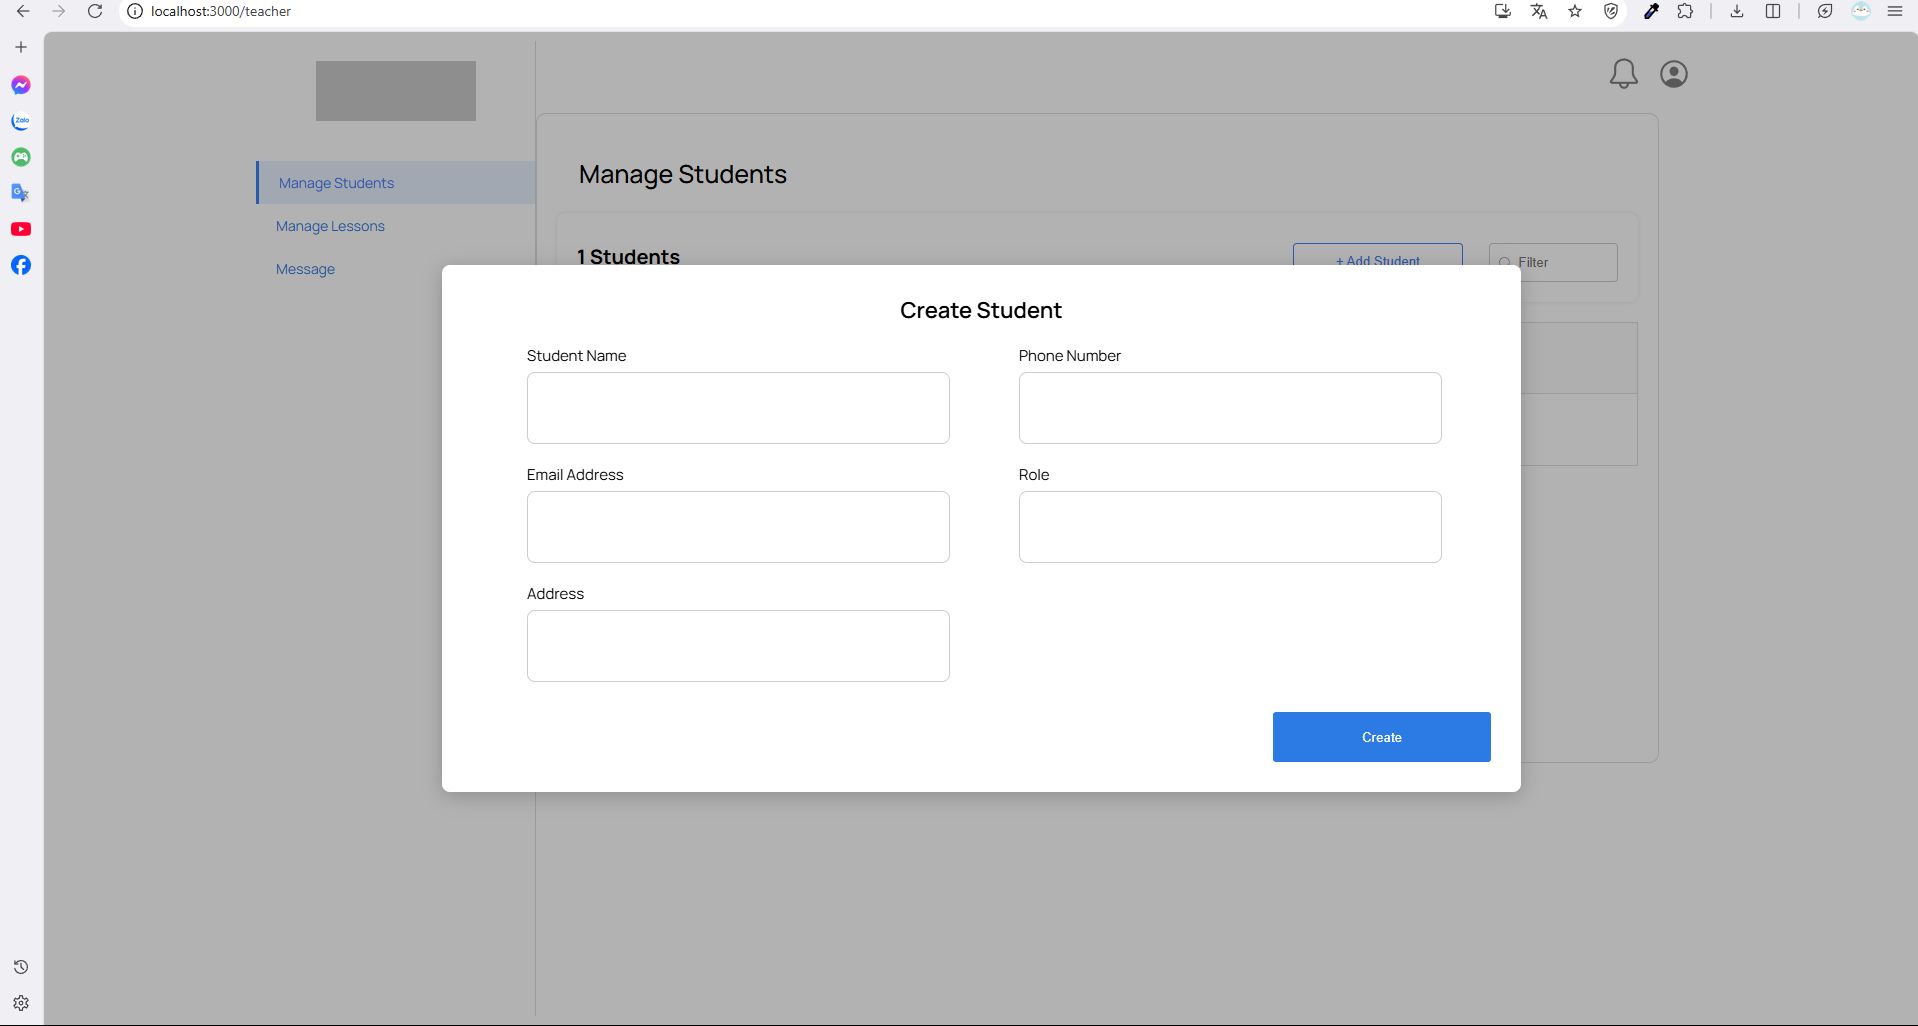 localhost:3000/teacher
Zalo
Manage Students
Manage Lessons
Message
Manage Students
1 Students
+ Add Student
Filter
Create Student
Student Name
Phone Number
Email Address
Role
Address
Create